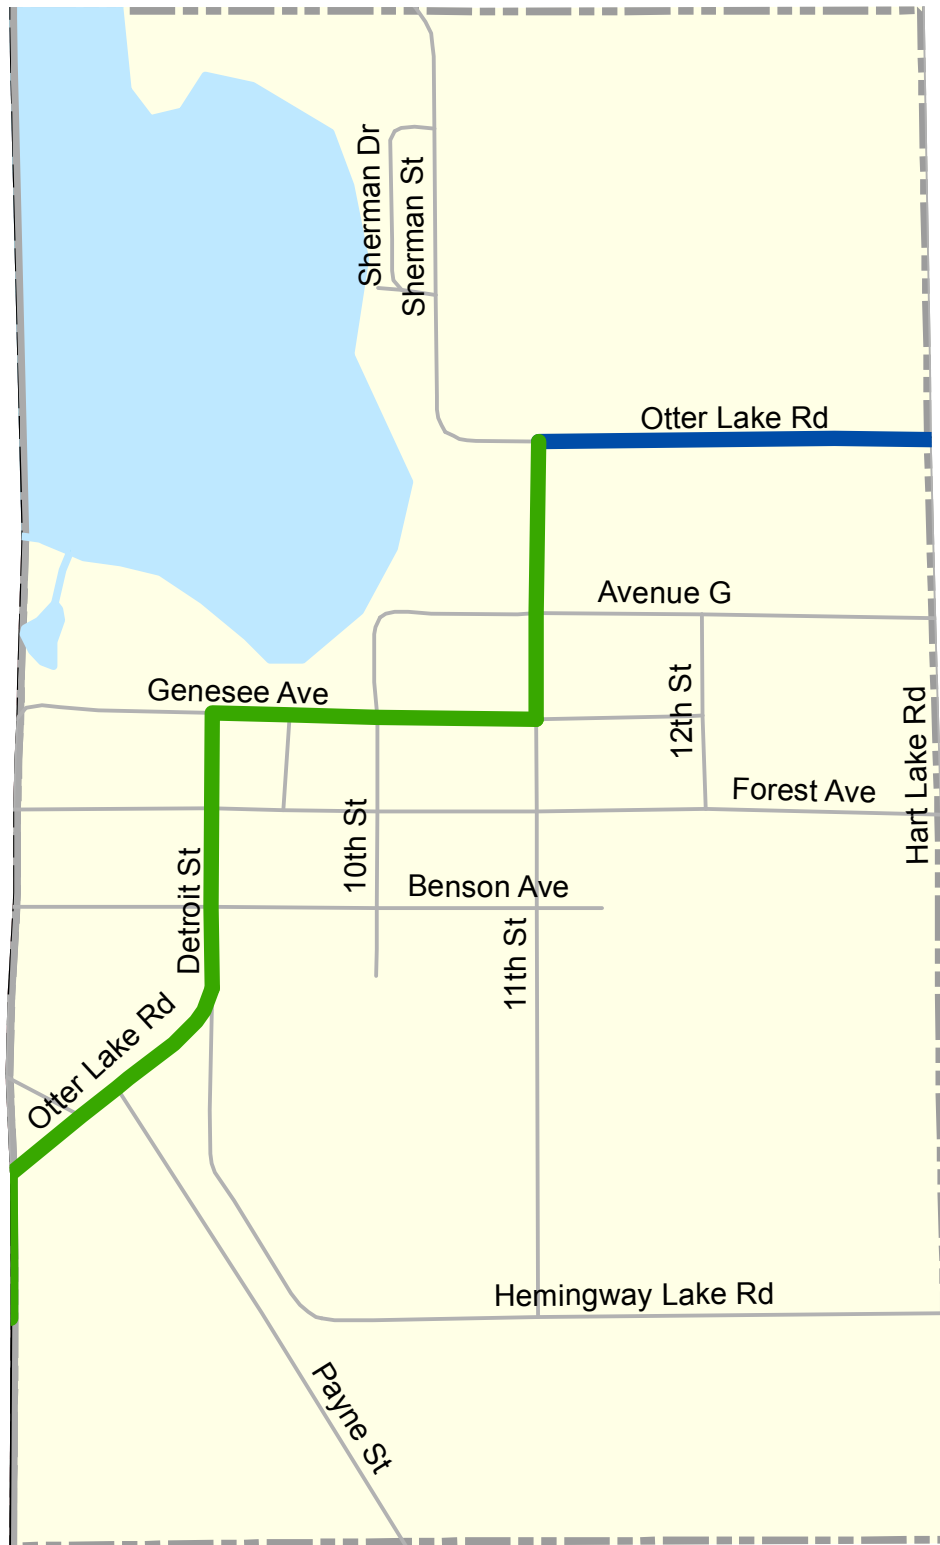 Sherman Dr
Sherman St
Otter Lake Rd
Avenue G
12th St
Genesee Ave
Hart Lake Rd
Forest Ave
10th St
Detroit St
Benson Ave
11th St
Otter Lake Rd
Hemingway Lake Rd
Payne St